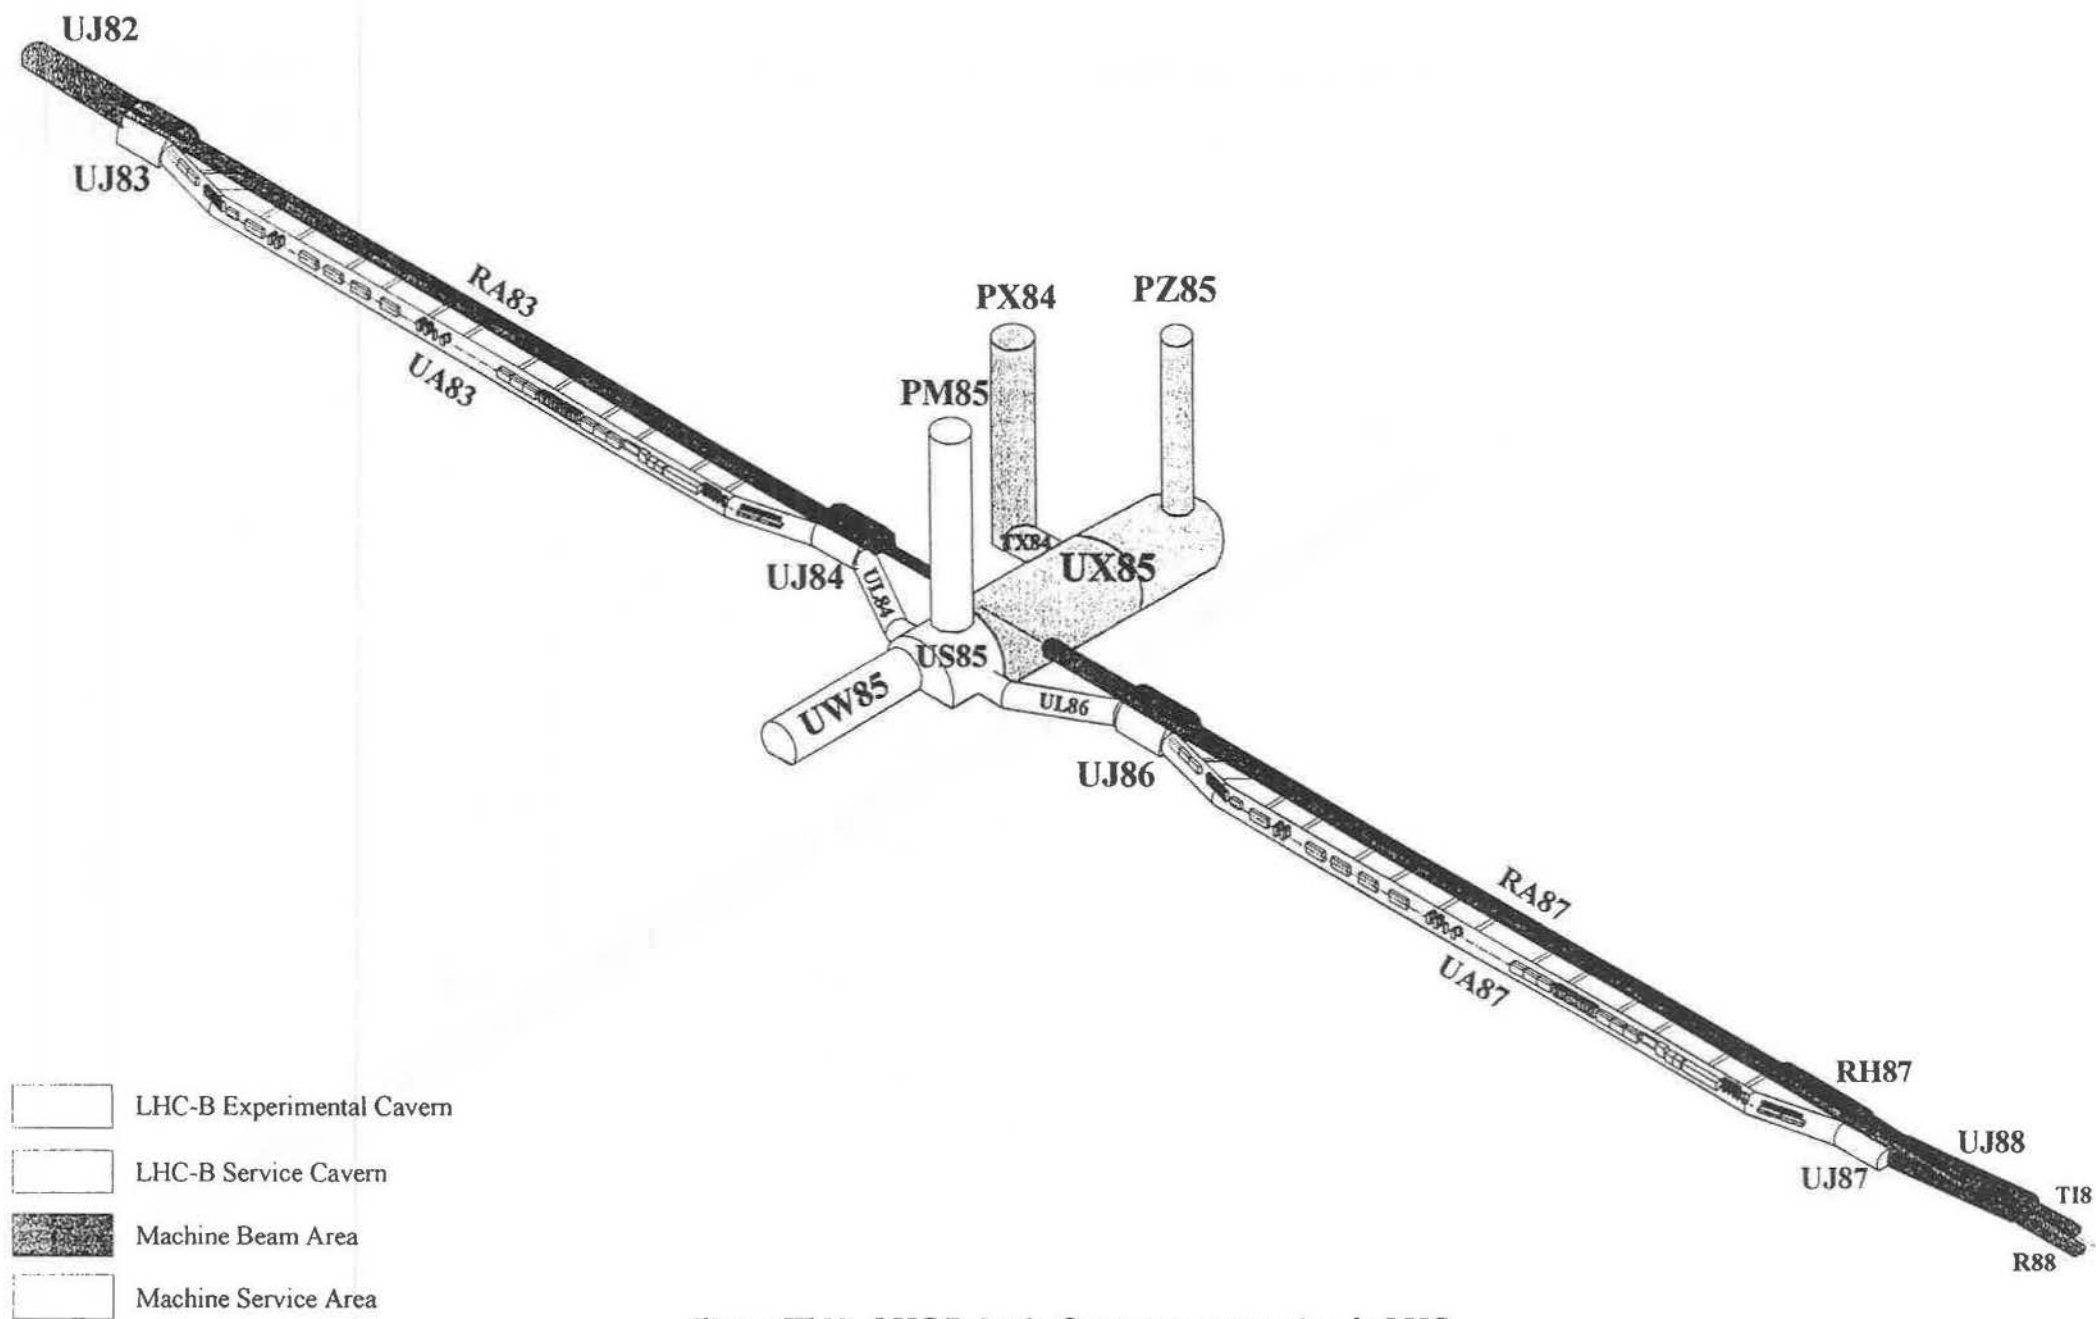 UJ82
UJ83
RA83
UA83
PX84
PZ85
PM85
TX84
UX85
UJ84
UL84
US85
UW85
UL86
UJ86
RA87
UA87
RH87
UJ88
UJ87
TI8
R88
LHC-B Experimental Cavern
LHC-B Service Cavern
Machine Beam Area
Machine Service Area